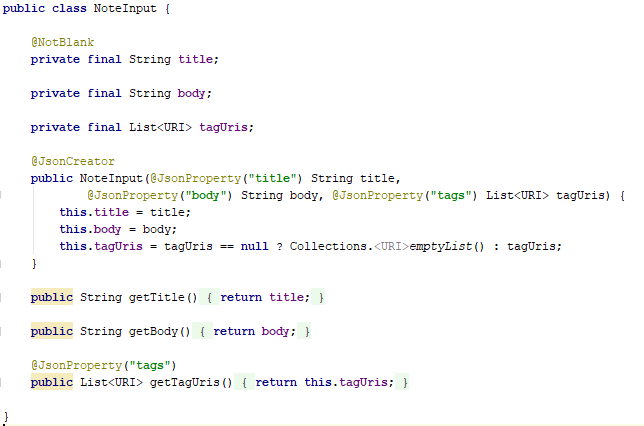 public class NoteInput {
@NotBlank
private final String title;
private final String body;
private final List<URI> tagUris;
@JsonCreator
public NoteInput(@JsonProperty("title") String title,
@JsonProperty("body") String body, @JsonProperty("tags") List<URI> tagUris) {
this.title = title;
this.body = body;
this.tagUris = tagUris == null ? Collections.<URI>emptyList() : tagUris;
}
public String getTitle() { return title; }
public String getBody() { return body; }
@JsonProperty("tags")
public List<URI> getTagUris() { return this.tagUris; }
}